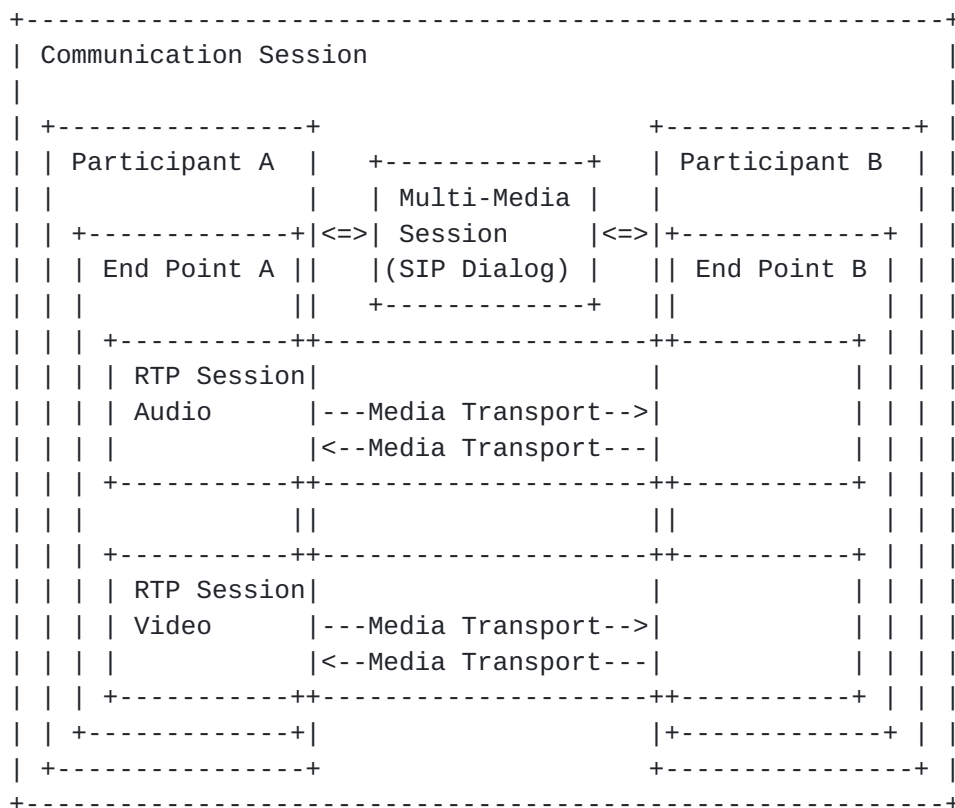 +-----------------------------------------------------------+
| Communication Session                                     |
|                                                           |
| +----------------+                     +----------------+ |
| | Participant A  |   +-------------+   | Participant B  | |
| |                |   | Multi-Media |   |                | |
| | +-------------+|<=>| Session     |<=>|+-------------+ | |
| | | End Point A ||   |(SIP Dialog) |   || End Point B | | |
| | |             ||   +-------------+   ||             | | |
| | | +-----------++---------------------++-----------+ | | |
| | | | RTP Session|                     |            | | | |
| | | | Audio      |---Media Transport-->|            | | | |
| | | |            |<--Media Transport---|            | | | |
| | | +-----------++---------------------++-----------+ | | |
| | |             ||                     ||             | | |
| | | +-----------++---------------------++-----------+ | | |
| | | | RTP Session|                     |            | | | |
| | | | Video      |---Media Transport-->|            | | | |
| | | |            |<--Media Transport---|            | | | |
| | | +-----------++---------------------++-----------+ | | |
| | +-------------+|                     |+-------------+ | |
| +----------------+                     +----------------+ |
+-----------------------------------------------------------+